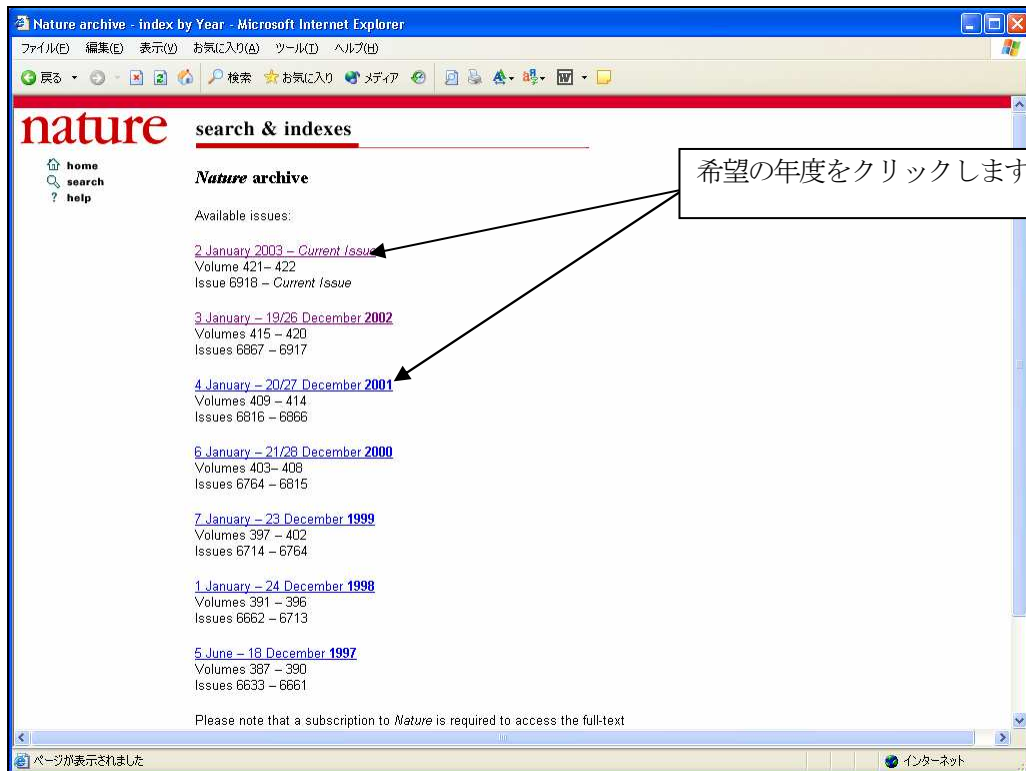 Nature archive - index by Year - Microsoft Internet Explorer
ファイル(F) 編集(E) 表示(V) お気に入り(A) ツール(T) ヘルプ(H)
戻る 検索 お気に入り メディア
nature
search & indexes
home
search
? help
Nature archive
希望の年度をクリックします
Available issues:
2 January 2003 – Current Issue
Volume 421– 422
Issue 6918 – Current Issue
3 January – 19/26 December 2002
Volumes 415 – 420
Issues 6867 – 6917
4 January – 20/27 December 2001
Volumes 409 – 414
Issues 6816 – 6866
6 January – 21/28 December 2000
Volumes 403– 408
Issues 6764 – 6815
7 January – 23 December 1999
Volumes 397 – 402
Issues 6714 – 6764
1 January – 24 December 1998
Volumes 391 – 396
Issues 6662 – 6713
5 June – 18 December 1997
Volumes 387 – 390
Issues 6633 – 6661
Please note that a subscription to Nature is required to access the full-text
ページが表示されました インターネット